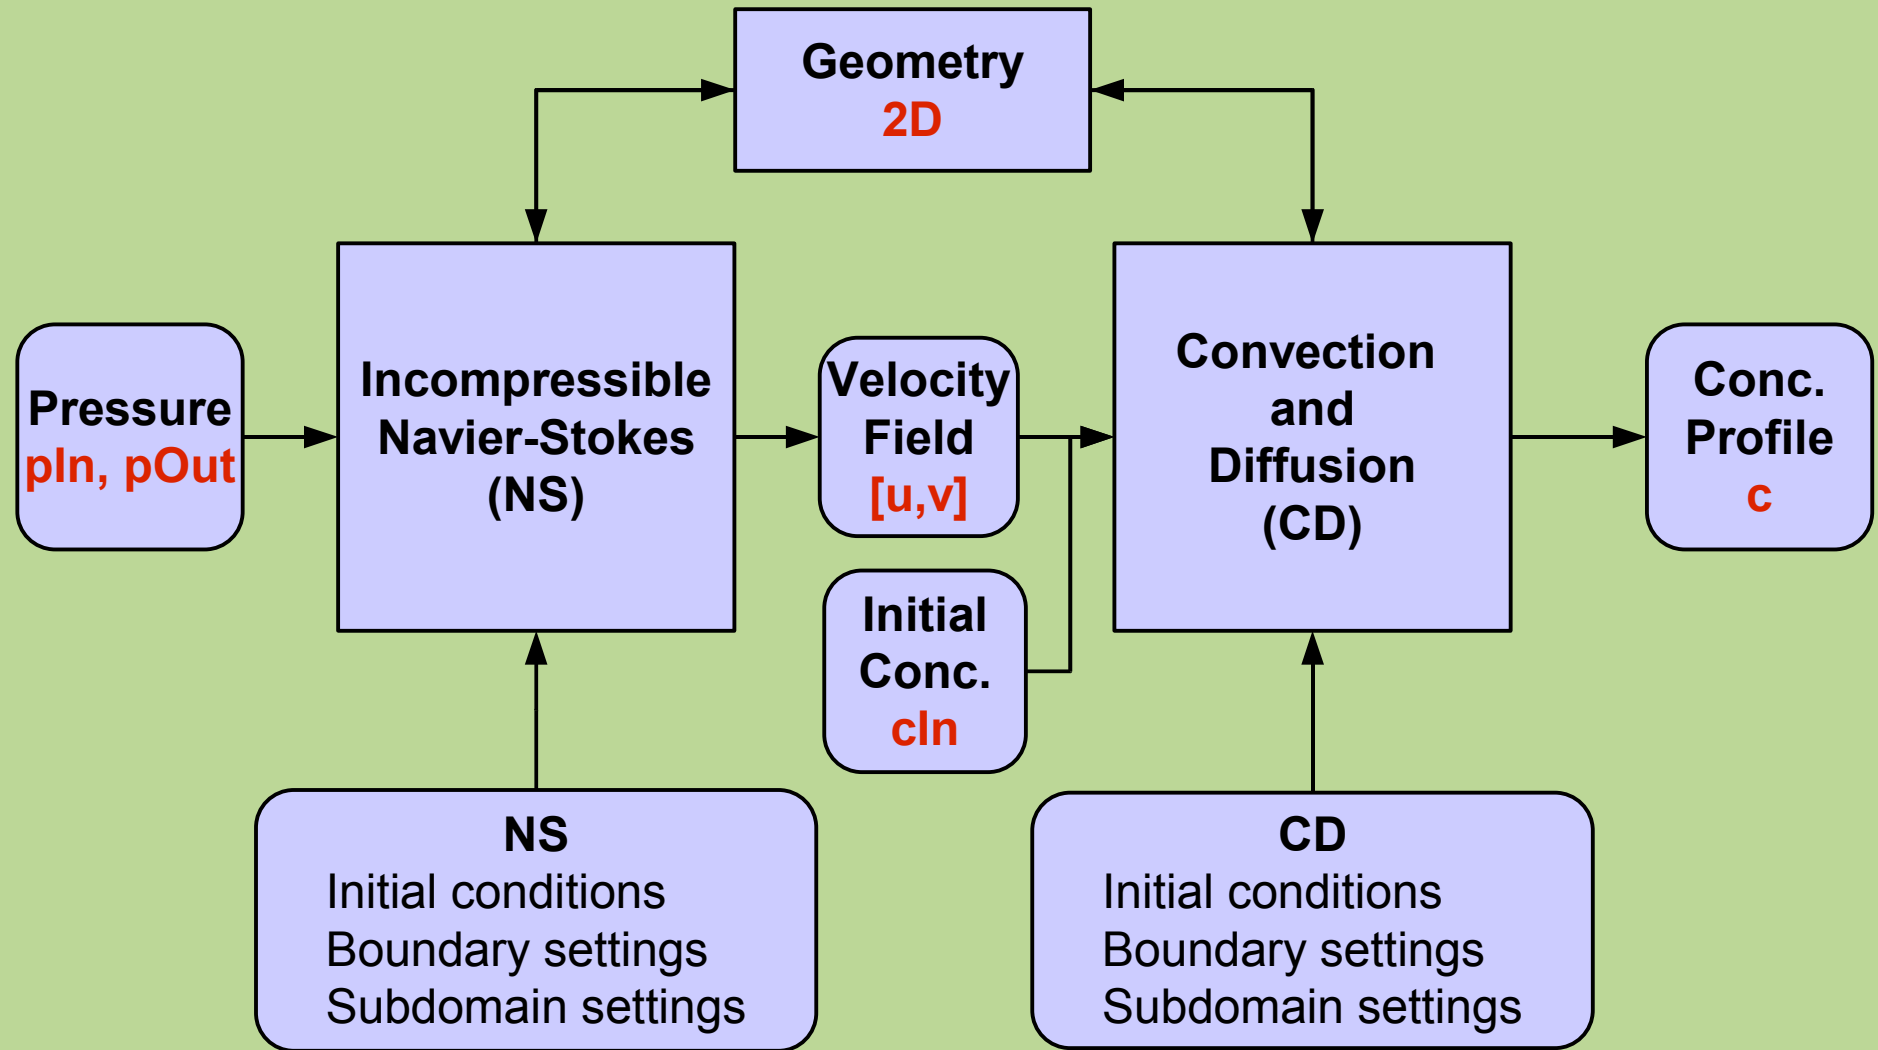 Geometry
2D
Pressure
pIn, pOut
Incompressible
Navier-Stokes
(NS)
Velocity
Field
[u,v]
Initial
Conc.
cIn
Convection
and
Diffusion
(CD)
Conc.
Profile
c
NS
Initial conditions
Boundary settings
Subdomain settings
CD
Initial conditions
Boundary settings
Subdomain settings